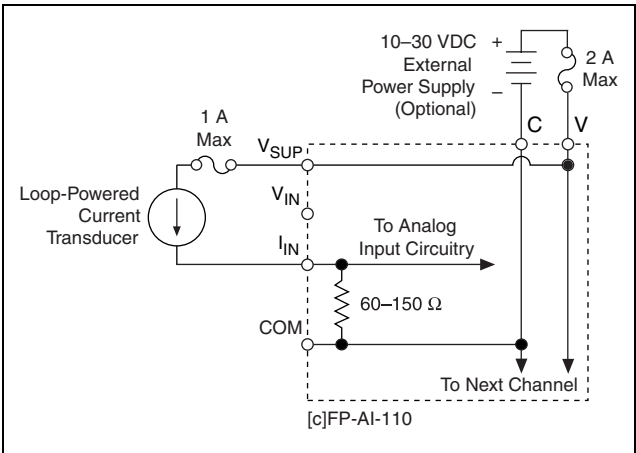 10–30 VDC
External
Power Supply
(Optional)
+
–
2 A
Max
C
V
1 A
Max
VSUP
VIN
Loop-Powered
Current
Transducer
IIN
To Analog
Input Circuitry
60–150 Ω
COM
To Next Channel
[c]FP-AI-110